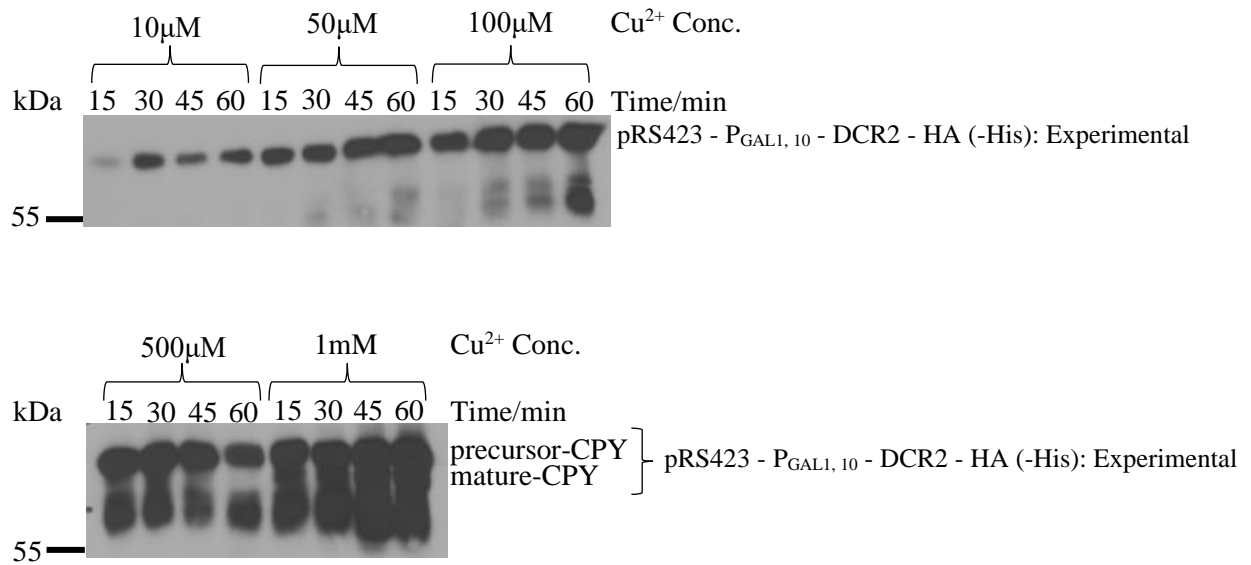 10μM 50μM 100μM Cu²⁺ Conc.
kDa 15 30 45 60 15 30 45 60 15 30 45 60 Time/min
pRS423 - P_GAL1, 10 - DCR2 - HA (-His): Experimental
55
500μM 1mM Cu²⁺ Conc.
kDa 15 30 45 60 15 30 45 60 Time/min
precursor-CPY
mature-CPY
pRS423 - P_GAL1, 10 - DCR2 - HA (-His): Experimental
55